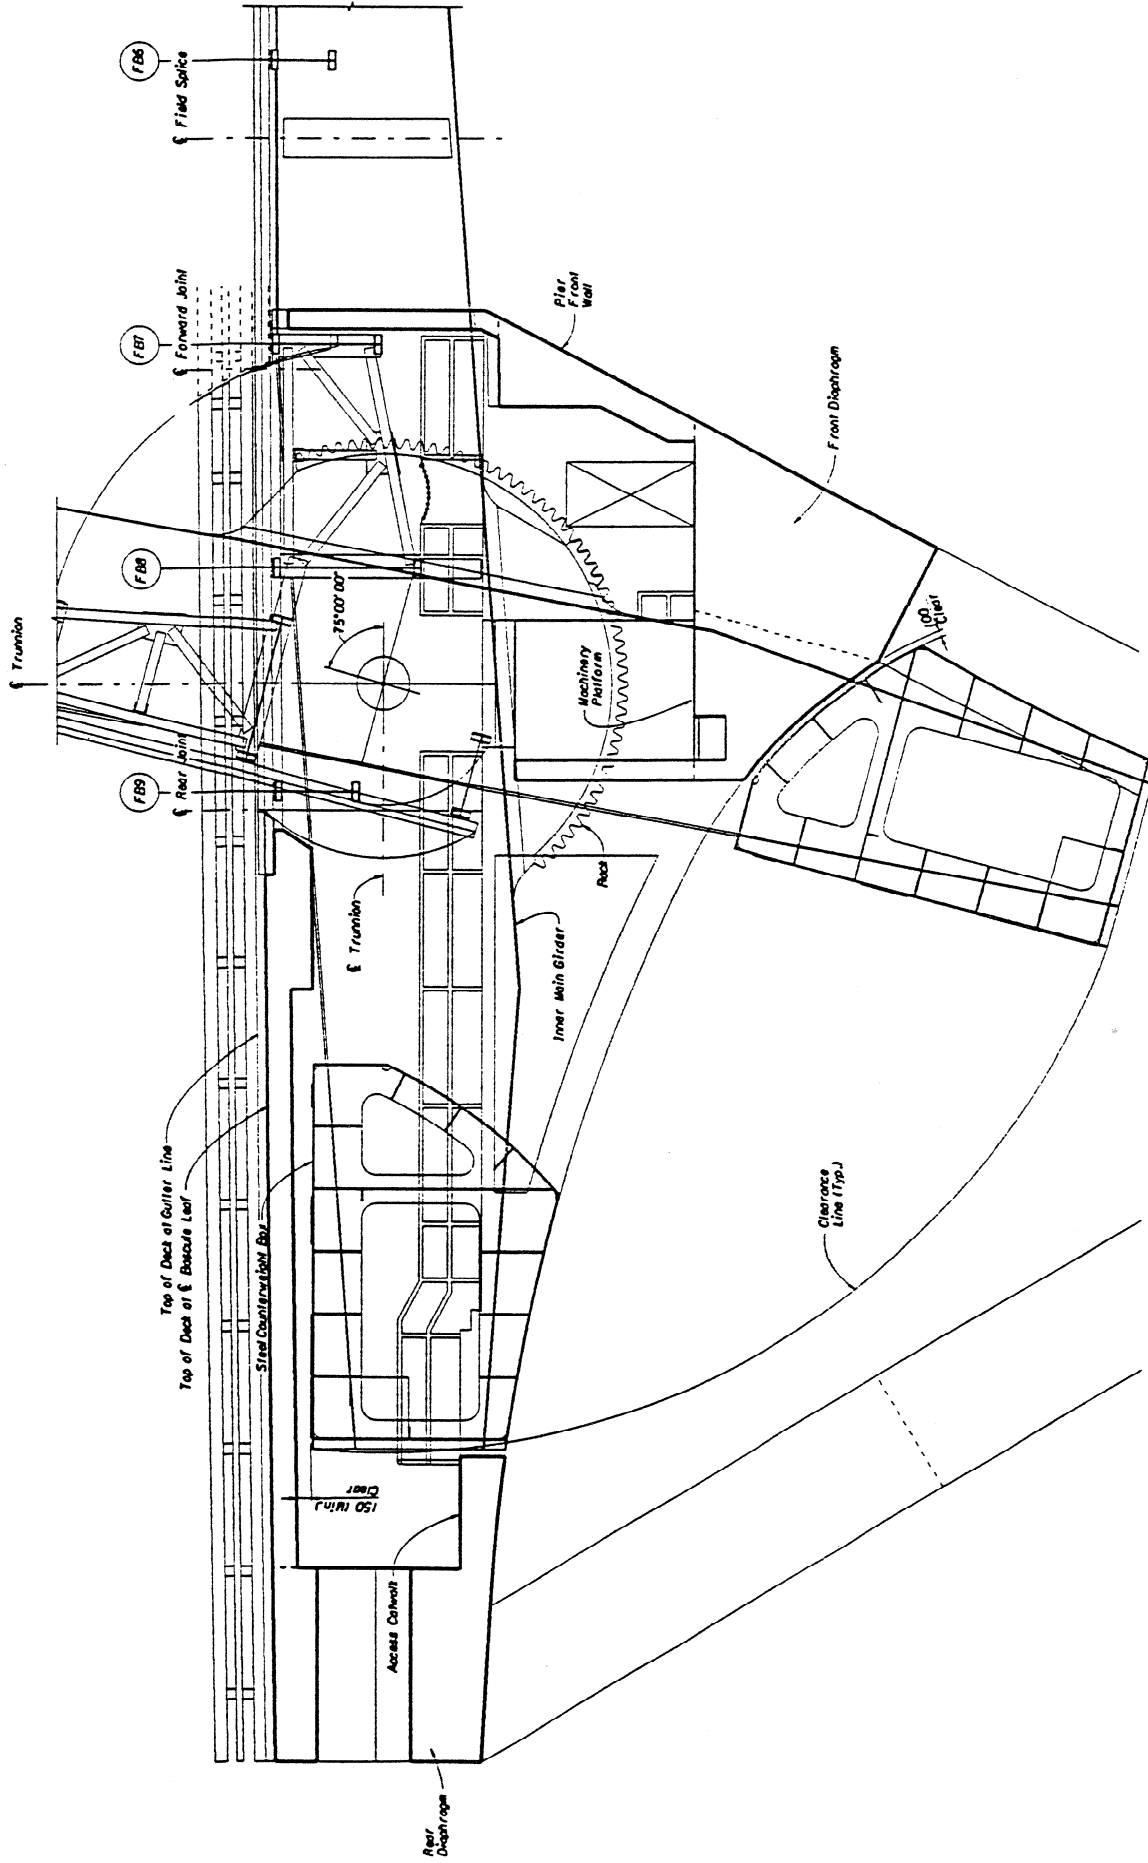 FB6
℄ Field Splice
FB7
℄ Forward Joint
FB8
℄ Trunnion
FB9
℄ Rear Joint
75°00'00"
℄ Trunnion
Pier
Front
Wall
Front Diaphragm
100
Clear
Machinery
Platform
Rack
Inner Main Girder
Top of Deck at Gutter Line
Top of Deck at ℄ Bascule Leaf
Steel Counterweight Box
Clearance
Line (Typ.)
150 (Min.)
Clear
Access Catwalk
Rear
Diaphragm